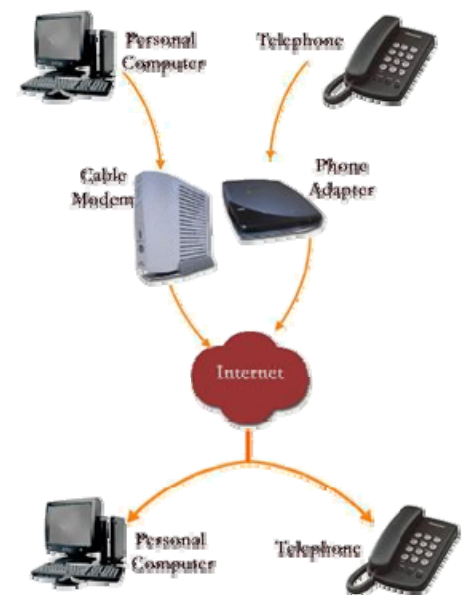 Personal
Computer
Telephone
Cable
Modem
Phone
Adapter
Internet
Personal
Computer
Telephone